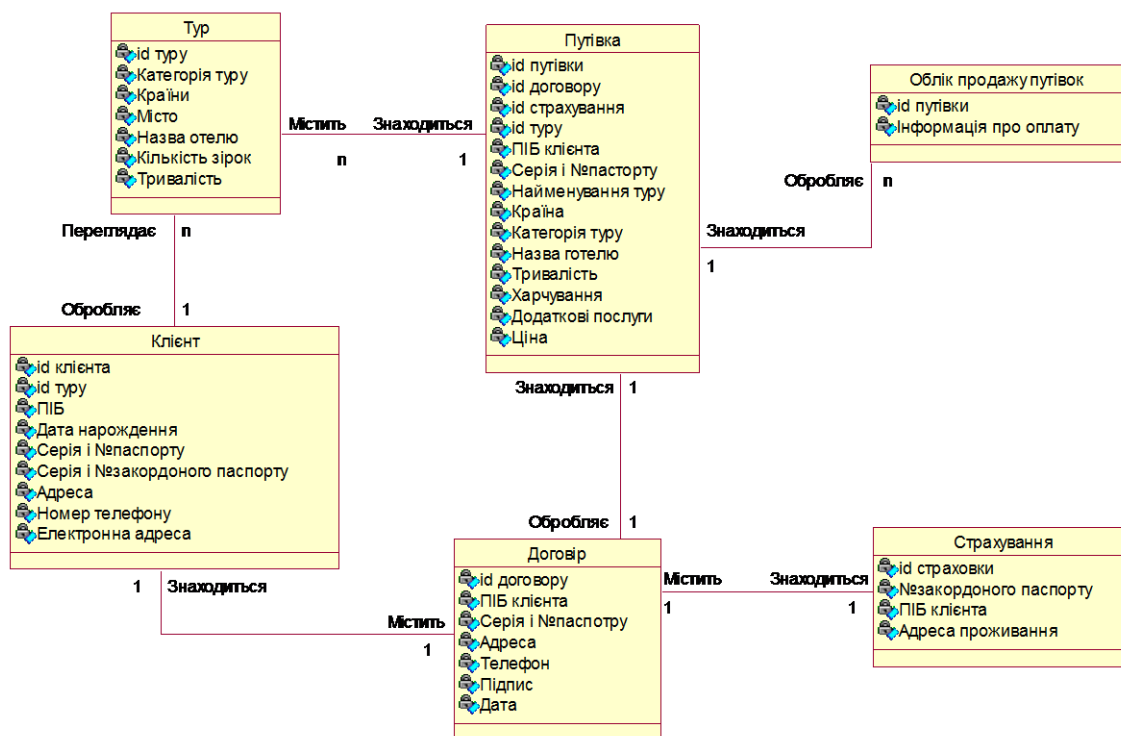 Тур
id туру
Категорія туру
Країни
Місто
Назва отелю
Кількість зірок
Тривалість
Містить
n
Знаходиться
1
Путівка
id путівки
id договору
id страхування
id туру
ПІБ клієнта
Серія і №пасторту
Найменування туру
Країна
Категорія туру
Назва готелю
Тривалість
Харчування
Додаткові послуги
Ціна
Облік продажу путівок
id путівки
Інформація про оплату
Обробляє
n
Знаходиться
1
Переглядає
n
Обробляє
1
Клієнт
id клієнта
id туру
ПІБ
Дата нарождення
Серія і №паспорту
Серія і №закордоного паспорту
Адреса
Номер телефону
Електронна адреса
Знаходиться
1
Обробляє
1
1
Знаходиться
Містить
1
Договір
id договору
ПІБ клієнта
Серія і №паспотру
Адреса
Телефон
Підпис
Дата
Містить
1
Знаходиться
1
Страхування
id страховки
№закордоного паспорту
ПІБ клієнта
Адреса проживання